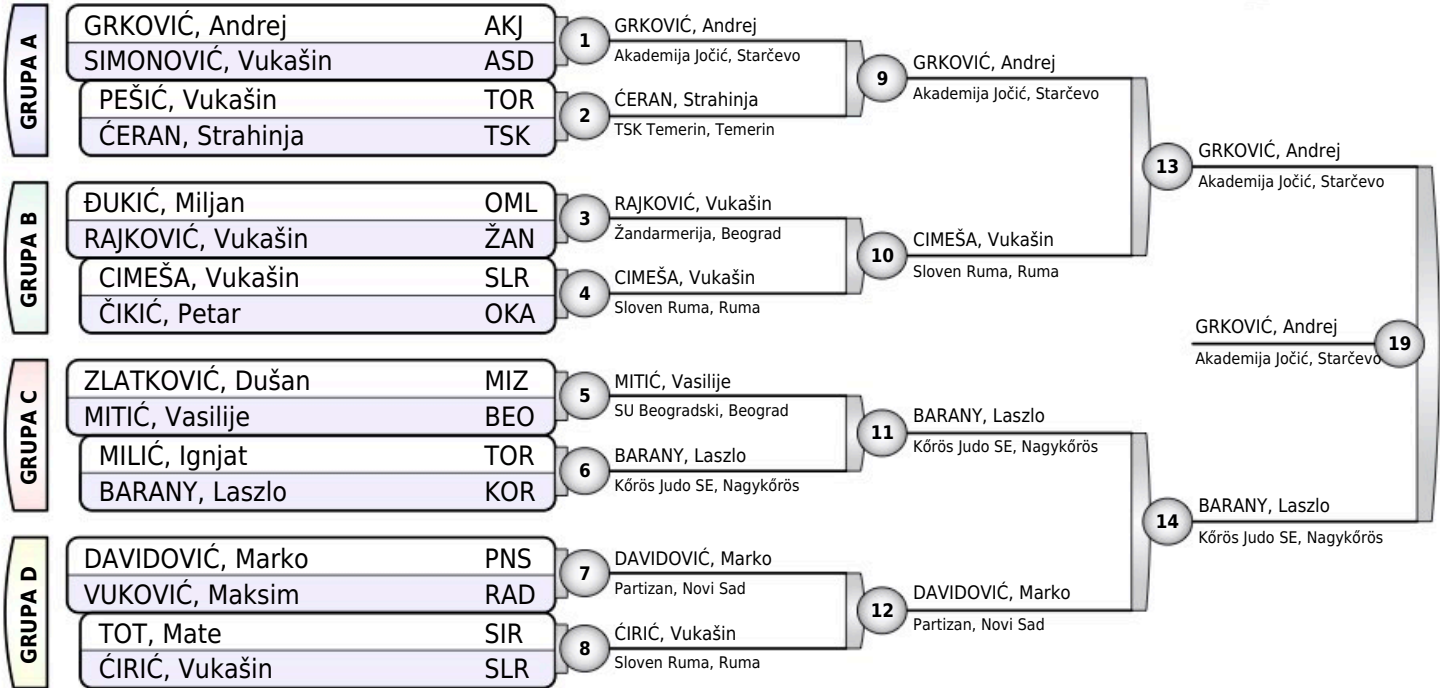 GRUPA A
GRKOVIĆ, Andrej AKJ
SIMONOVIĆ, Vukašin ASD
PEŠIĆ, Vukašin TOR
ĆERAN, Strahinja TSK
GRUPA B
ĐUKIĆ, Miljan OML
RAJKOVIĆ, Vukašin ŽAN
CIMEŠA, Vukašin SLR
ČIKIĆ, Petar OKA
GRUPA C
ZLATKOVIĆ, Dušan MIZ
MITIĆ, Vasilije BEO
MILIĆ, Ignjat TOR
BARANY, Laszlo KOR
GRUPA D
DAVIDOVIĆ, Marko PNS
VUKOVIĆ, Maksim RAD
TOT, Mate SIR
ĆIRIĆ, Vukašin SLR
1
GRKOVIĆ, Andrej
Akademija Jočić, Starčevo
2
ĆERAN, Strahinja
TSK Temerin, Temerin
3
RAJKOVIĆ, Vukašin
Žandarmerija, Beograd
4
CIMEŠA, Vukašin
Sloven Ruma, Ruma
5
MITIĆ, Vasilije
SU Beogradski, Beograd
6
BARANY, Laszlo
Kőrös Judo SE, Nagykőrös
7
DAVIDOVIĆ, Marko
Partizan, Novi Sad
8
ĆIRIĆ, Vukašin
Sloven Ruma, Ruma
9
GRKOVIĆ, Andrej
Akademija Jočić, Starčevo
10
CIMEŠA, Vukašin
Sloven Ruma, Ruma
11
BARANY, Laszlo
Kőrös Judo SE, Nagykőrös
12
DAVIDOVIĆ, Marko
Partizan, Novi Sad
13
GRKOVIĆ, Andrej
Akademija Jočić, Starčevo
14
BARANY, Laszlo
Kőrös Judo SE, Nagykőrös
GRKOVIĆ, Andrej
Akademija Jočić, Starčevo
19